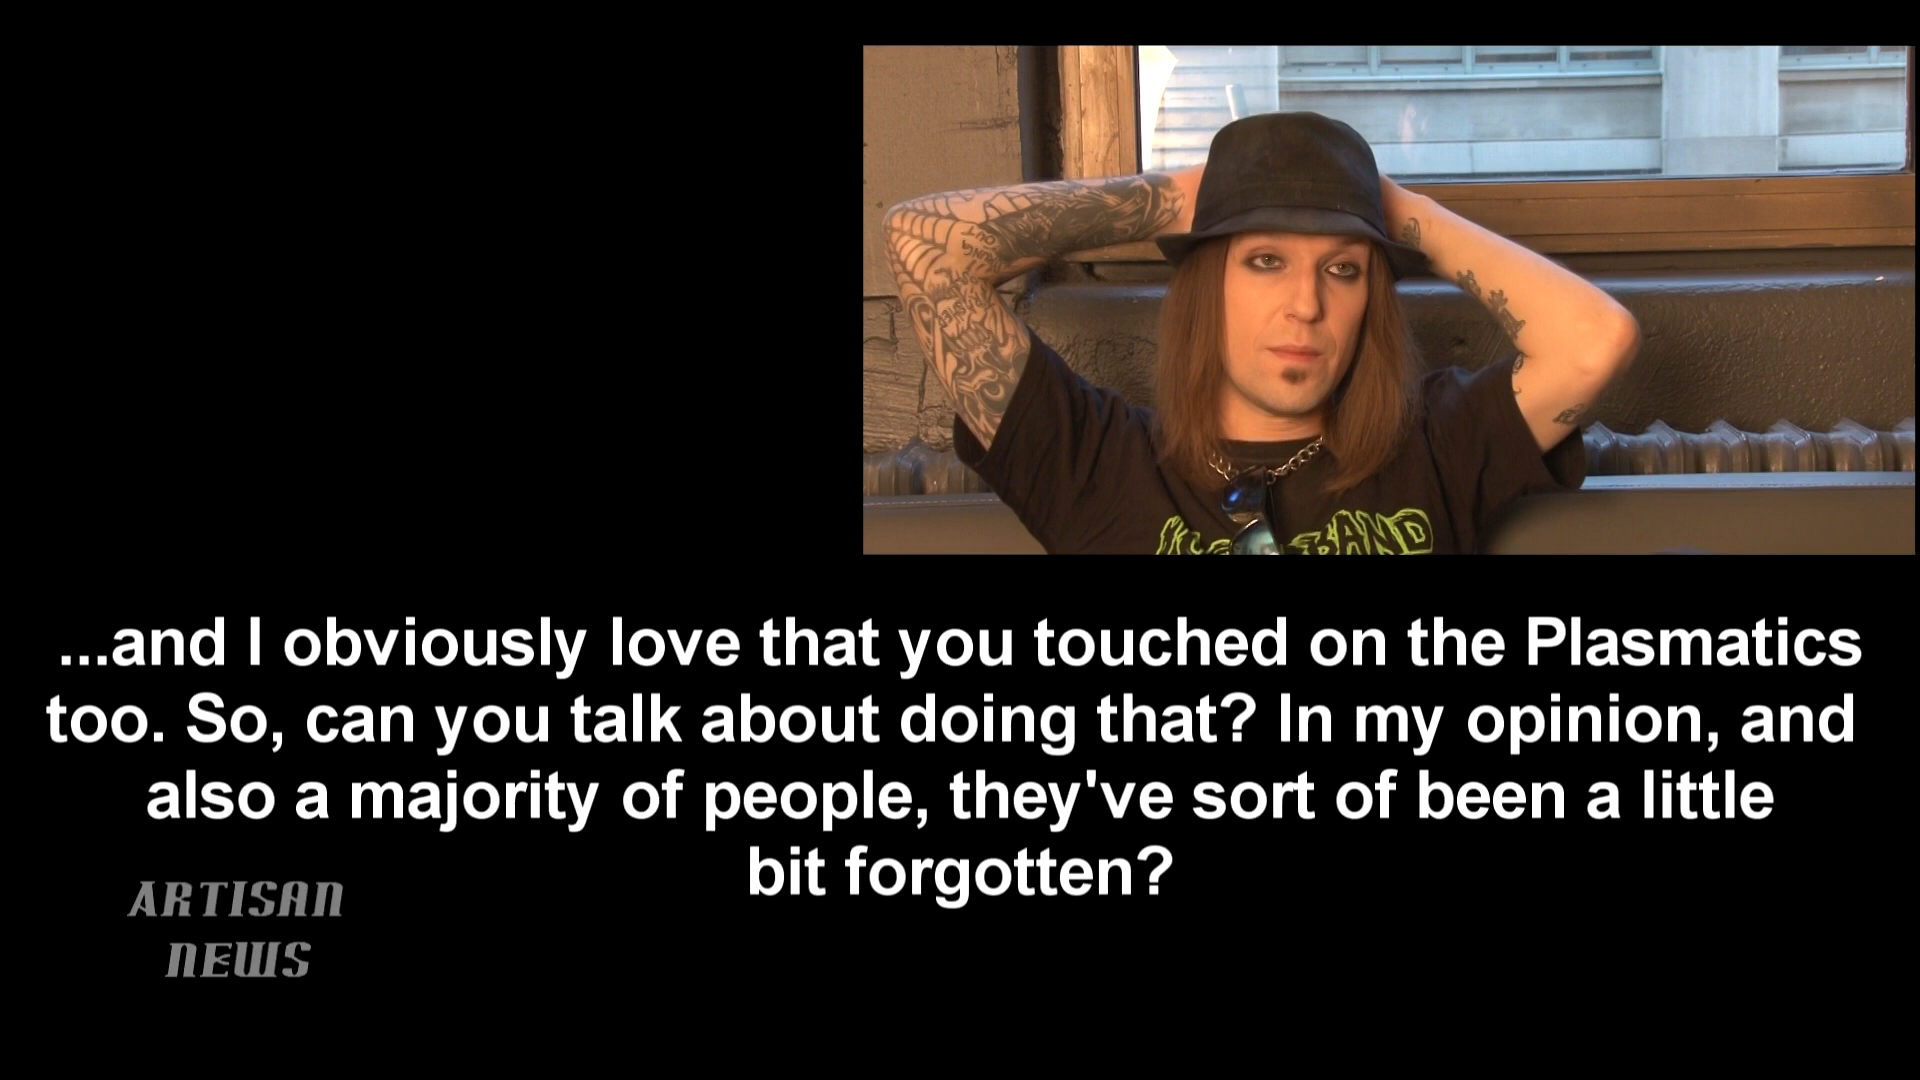 BAND
...and I obviously love that you touched on the Plasmatics
too. So, can you talk about doing that? In my opinion, and
also a majority of people, they've sort of been a little
bit forgotten?
ARTISAN
NEWS